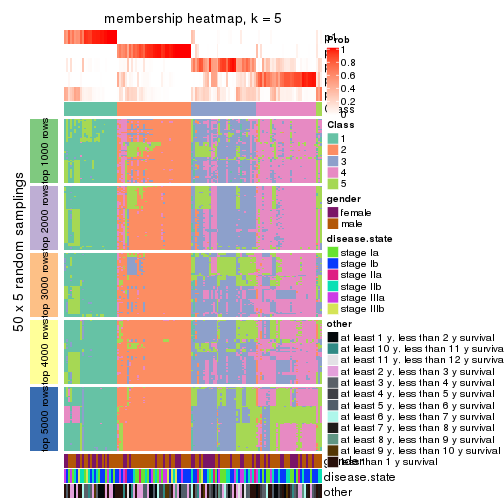 membership heatmap, k = 5
Prob
1
0.8
0.6
0.4
0.2
0
Class
1
2
3
4
5
gender
female
male
disease.state
stage Ia
stage Ib
stage IIa
stage IIb
stage IIIa
stage IIIb
other
at least 1 y. less than 2 y survival
at least 10 y. less than 11 y surviva
at least 11 y. less than 12 y surviva
at least 2 y. less than 3 y survival
at least 3 y. less than 4 y survival
at least 4 y. less than 5 y survival
at least 5 y. less than 6 y survival
at least 6 y. less than 7 y survival
at least 7 y. less than 8 y survival
at least 8 y. less than 9 y survival
at least 9 y. less than 10 y survival
less than 1 y survival
disease.state
other
50 x 5 random samplings
top 1000 rows
top 2000 rows
top 3000 rows
top 4000 rows
top 5000 rows